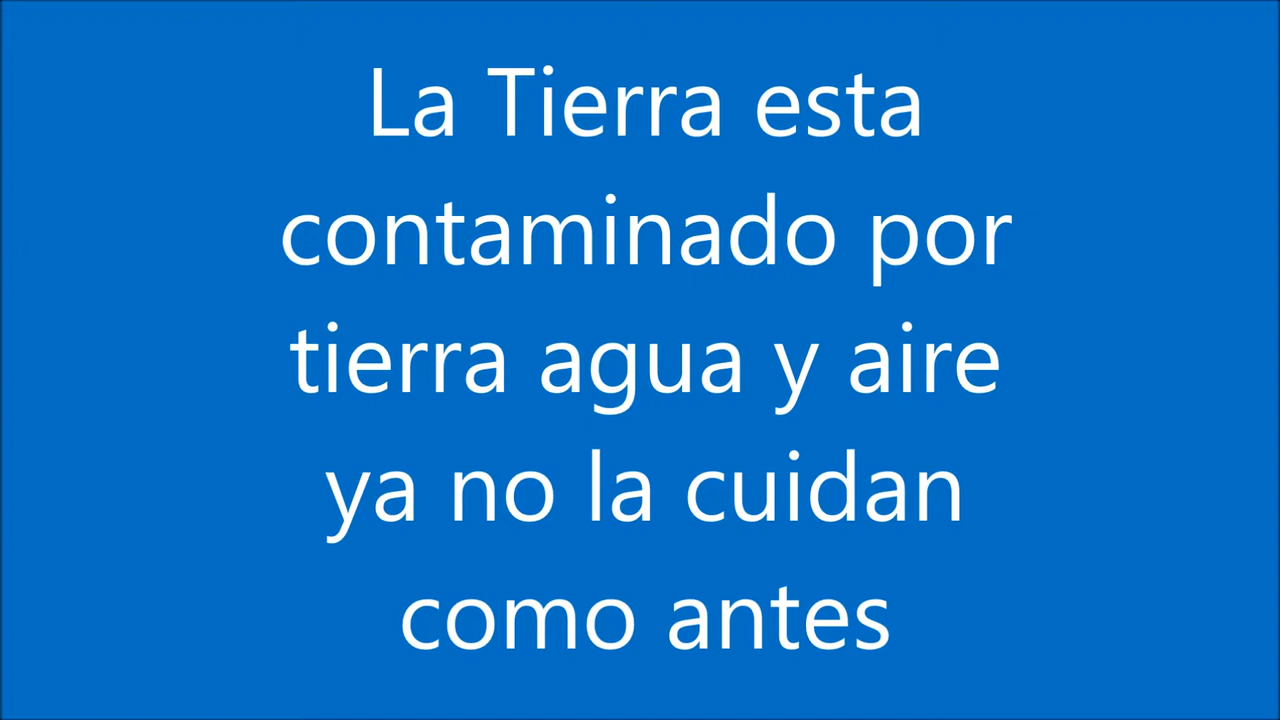 La Tierra esta
contaminado por
tierra agua y aire
ya no la cuidan
como antes